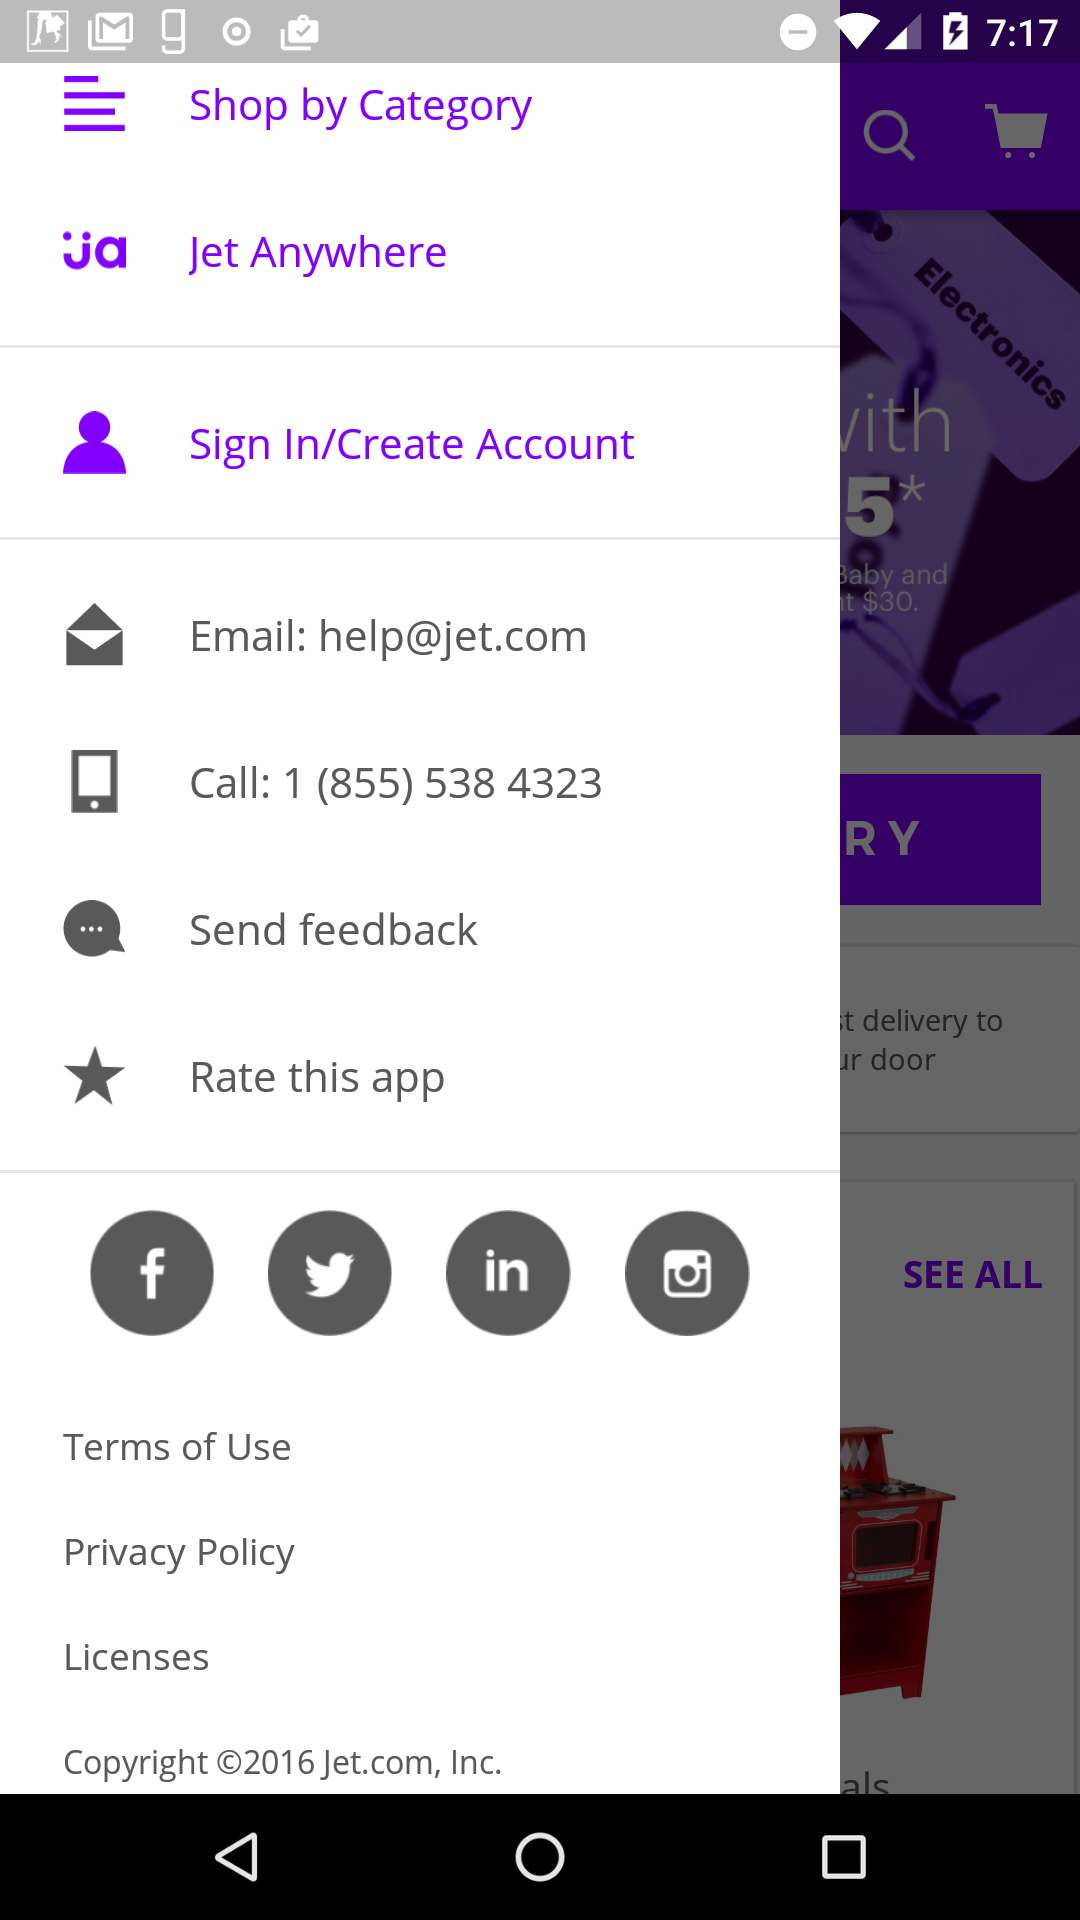 7:17
Shop by Category
ja
Jet Anywhere
Electronics
with
5*
Sign In/Create Account
Baby and
$30.
Email: help@jet.com
Call: 1 (855) 538 4323
RY
Send feedback
delivery to
door
Rate this app
f
in
SEE ALL
Terms of Use
Privacy Policy
Licenses
Copyright ©2016 Jet.com, Inc.
als